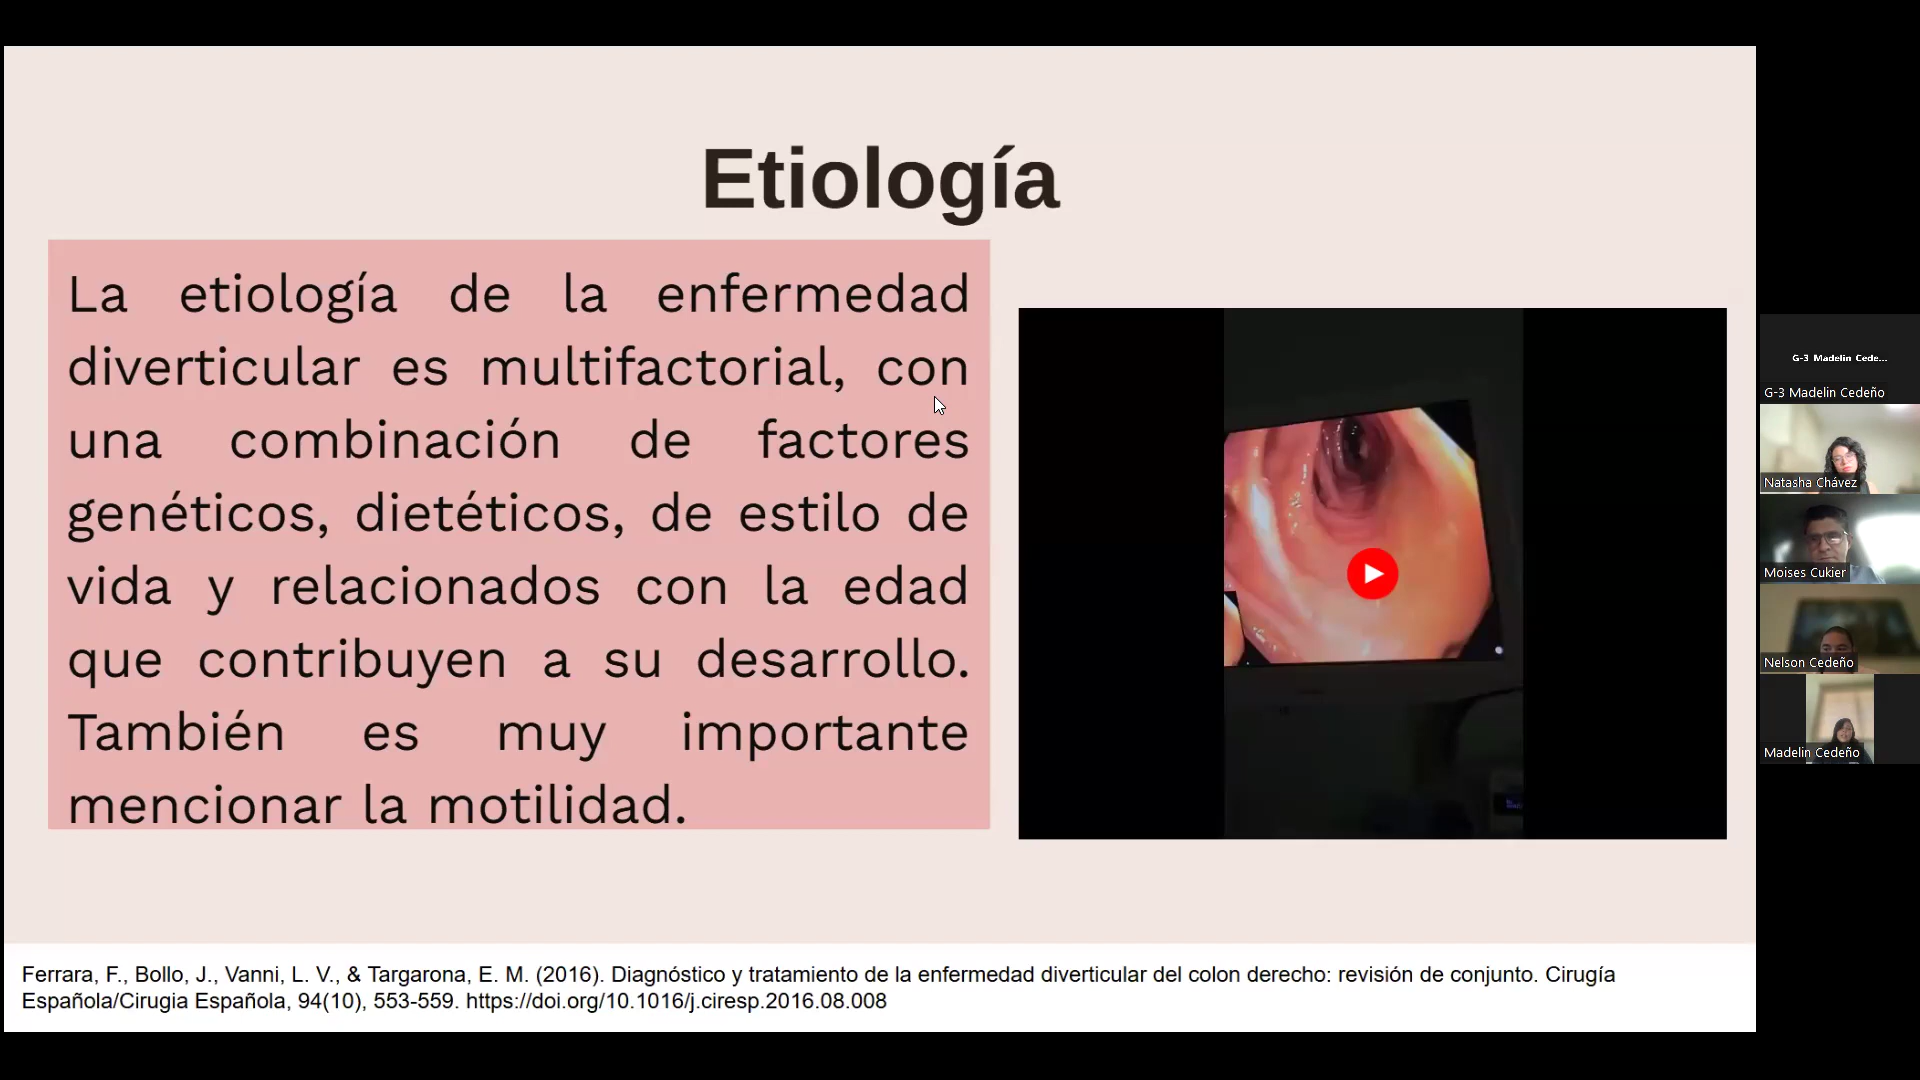 Etiología
La etiología de la enfermedad
diverticular es multifactorial, con
una combinación de factores
genéticos, dietéticos, de estilo de
vida y relacionados con la edad
que contribuyen a su desarrollo.
También es muy importante
mencionar la motilidad.
Ferrara, F., Bollo, J., Vanni, L. V., & Targarona, E. M. (2016). Diagnóstico y tratamiento de la enfermedad diverticular del colon derecho: revisión de conjunto. Cirugía
Española/Cirugia Española, 94(10), 553-559. https://doi.org/10.1016/j.ciresp.2016.08.008
G-3 Madelin Cede...
G-3 Madelin Cedeño
Natasha Chávez
Moises Cukier
Nelson Cedeño
Madelin Cedeño